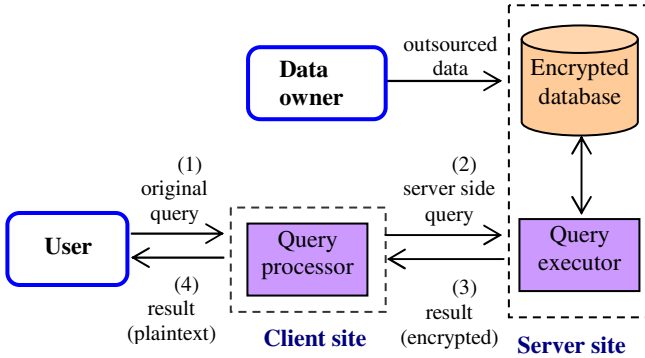 Data
owner
outsourced
data
Encrypted
database
(1)
original
query
(2)
server side
query
User
Query
processor
Query
executor
(4)
result
(plaintext)
(3)
result
(encrypted)
Client site
Server site